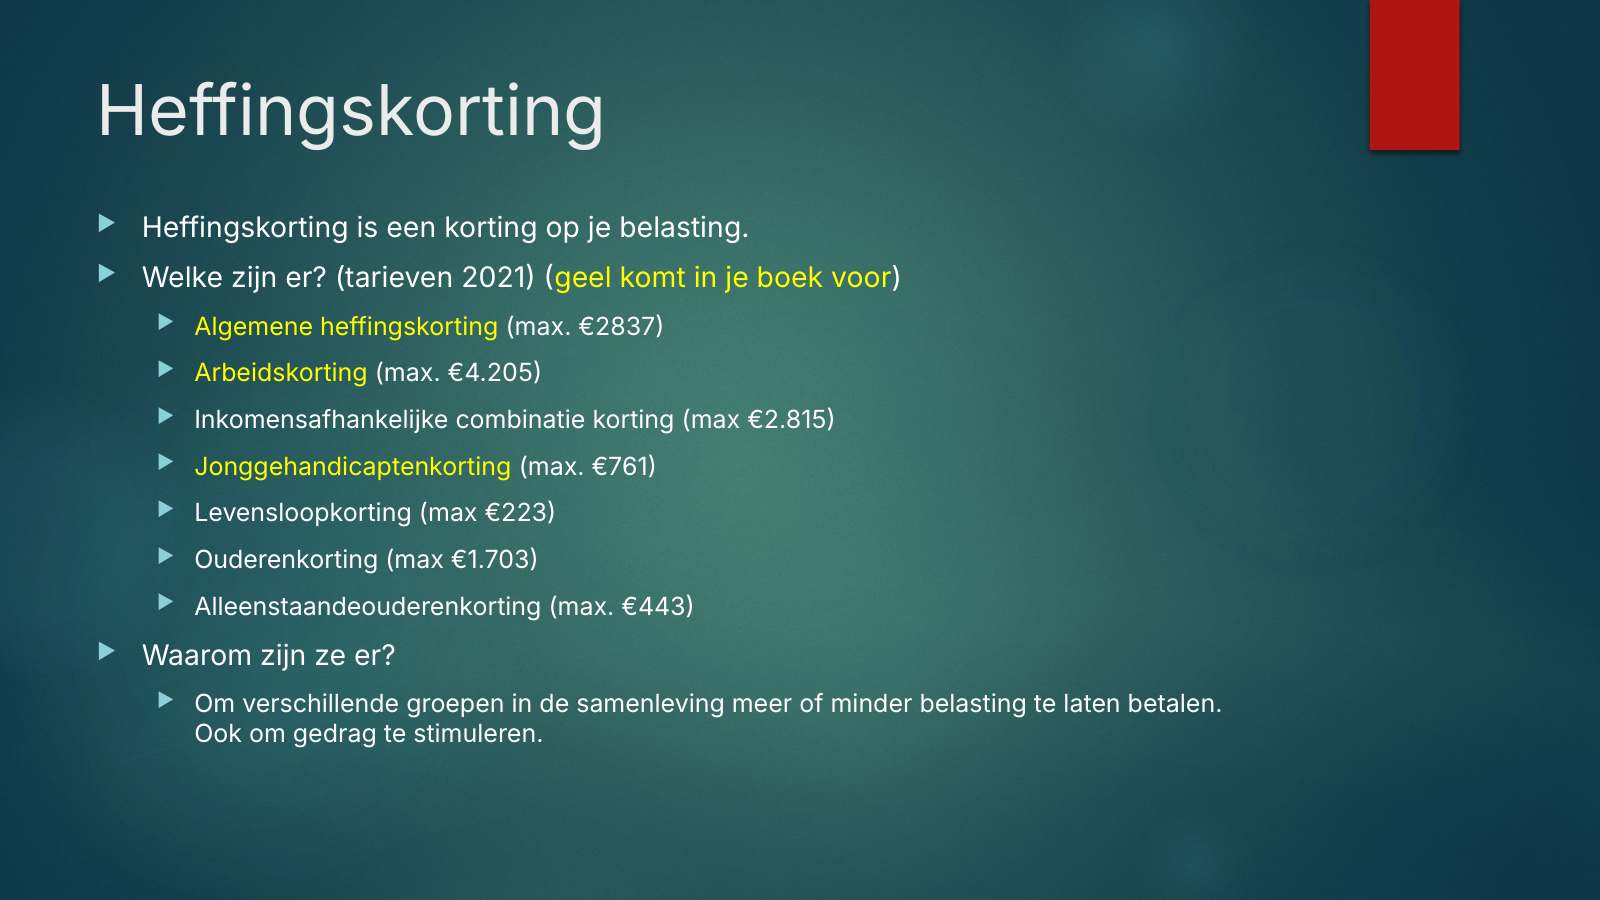 Heffingskorting
Heffingskorting is een korting op je belasting.
Welke zijn er? (tarieven 2021) (geel komt in je boek voor)
Algemene heffingskorting (max. €2837)
Arbeidskorting (max. €4.205)
Inkomensafhankelijke combinatie korting (max €2.815)
Jonggehandicaptenkorting (max. €761)
Levensloopkorting (max €223)
Ouderenkorting (max €1.703)
Alleenstaandeouderenkorting (max. €443)
Waarom zijn ze er?
Om verschillende groepen in de samenleving meer of minder belasting te laten betalen.
Ook om gedrag te stimuleren.